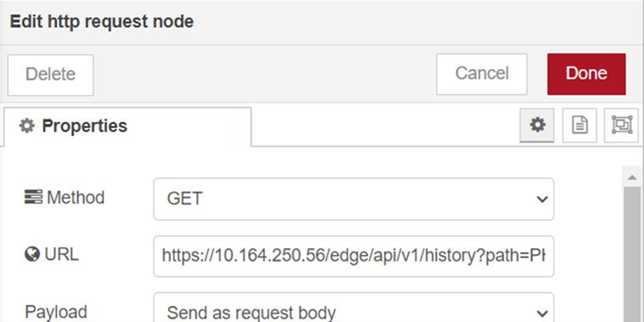 Edit http request node
Delete
Cancel
Done
Properties
Method
GET
URL
https://10.164.250.56/edge/api/v1/history?path=
Payload
Send as request body